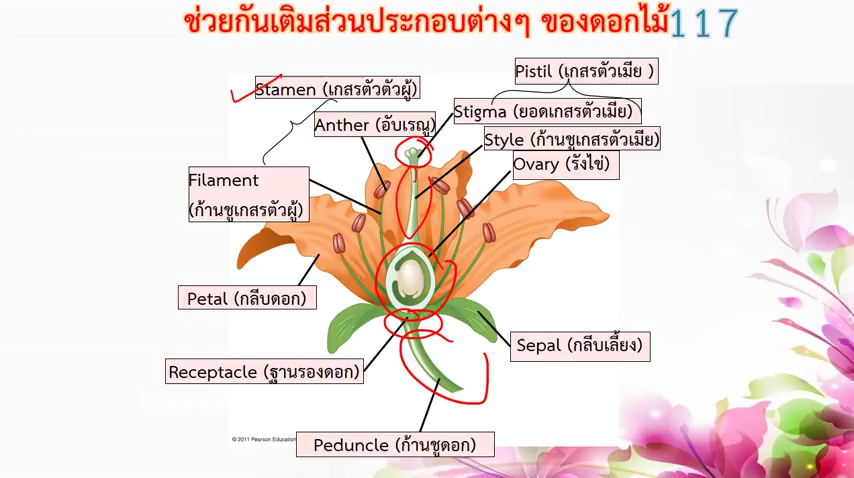 ช่วยกันเติมส่วนประกอบต่างๆ ของดอกไม้ 117
Pistil (เกสรตัวเมีย )
Stamen (เกสรตัวตัวผู้)
Stigma (ยอดเกสรตัวเมีย)
Anther (อับเรณู)
Style (ก้านชูเกสรตัวเมีย)
Ovary (รังไข่)
Filament
(ก้านชูเกสรตัวผู้)
Petal (กลีบดอก)
Sepal (กลีบเลี้ยง)
Receptacle (ฐานรองดอก)
Peduncle (ก้านชูดอก)
© 2011 Pearson Education